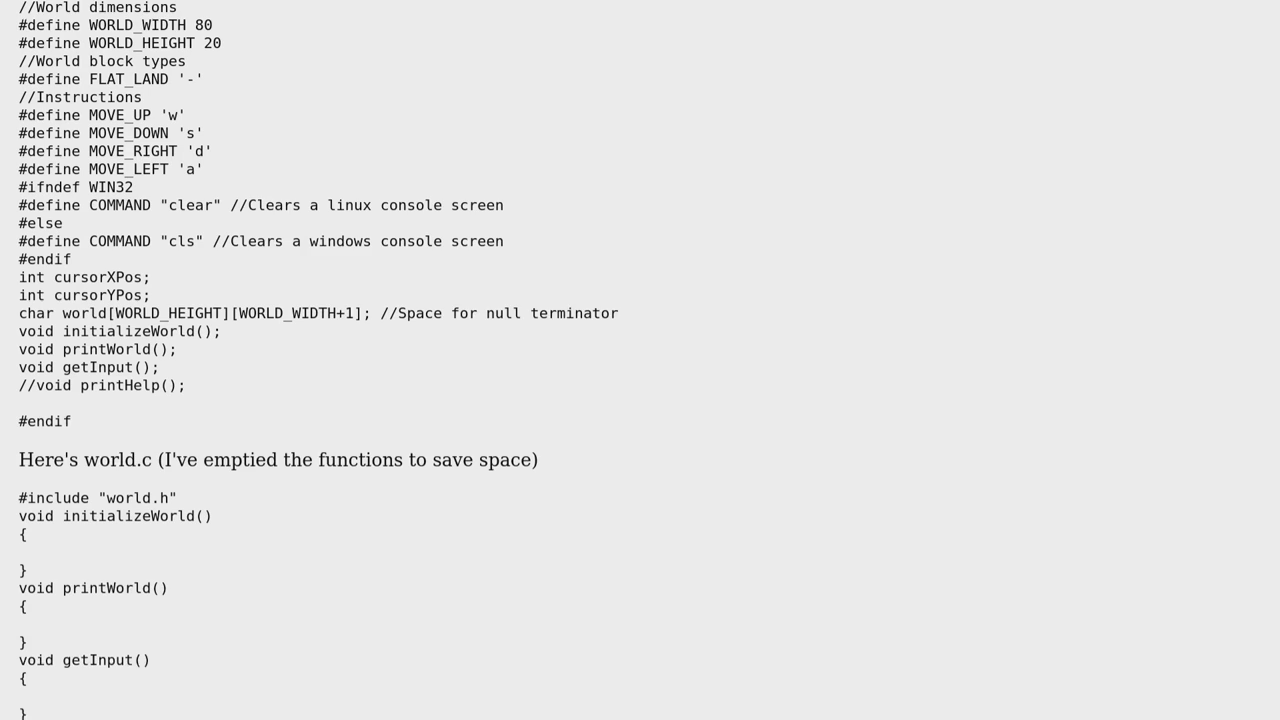 //World dimensions
#define WORLD_WIDTH 80
#define WORLD_HEIGHT 20
//World block types
#define FLAT_LAND '-'
//Instructions
#define MOVE_UP 'w'
#define MOVE_DOWN 's'
#define MOVE_RIGHT 'd'
#define MOVE_LEFT 'a'
#ifndef WIN32
#define COMMAND "clear" //Clears a linux console screen
#else
#define COMMAND "cls" //Clears a windows console screen
#endif
int cursorXPos;
int cursorYPos;
char world[WORLD_HEIGHT][WORLD_WIDTH+1]; //Space for null terminator
void initializeWorld();
void printWorld();
void getInput();
//void printHelp();
#endif
Here's world.c (I've emptied the functions to save space)
#include "world.h"
void initializeWorld()
{
}
void printWorld()
{
}
void getInput()
{
}